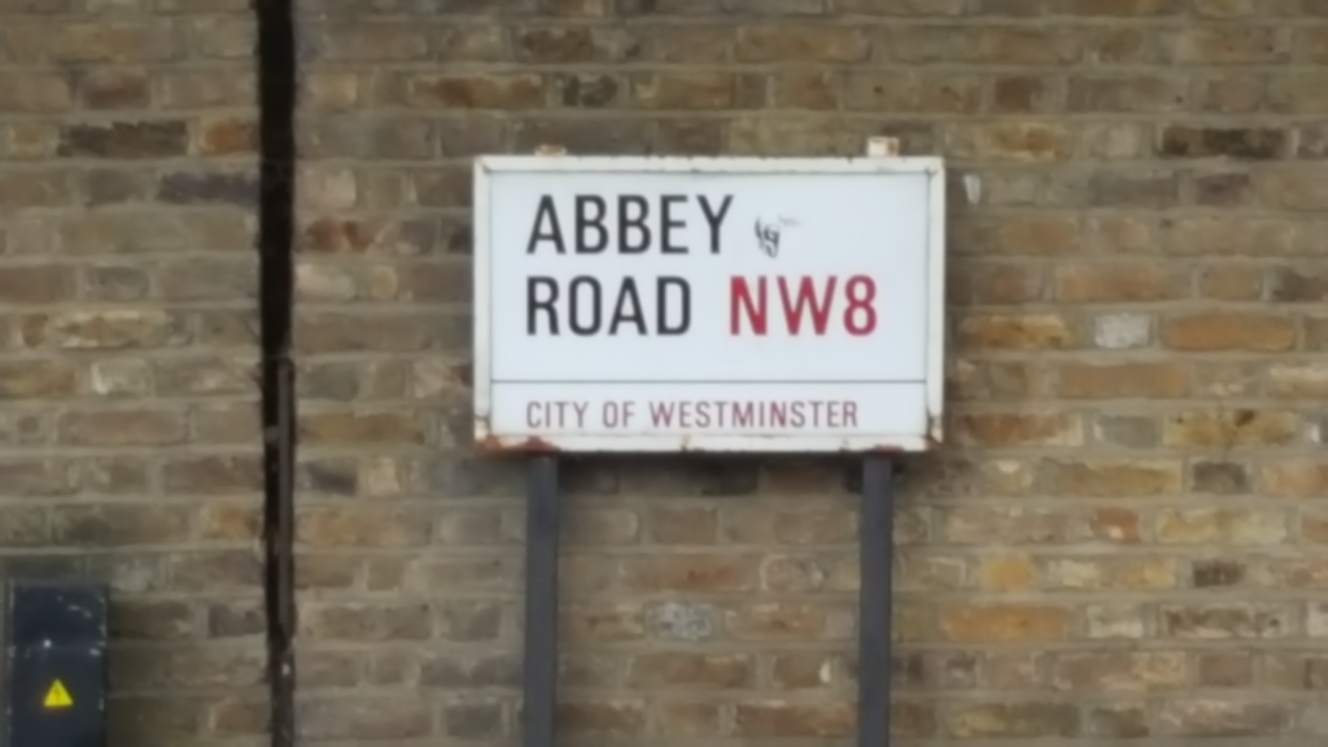 ABBEY
ROAD NW8
CITY OF WESTMINSTER